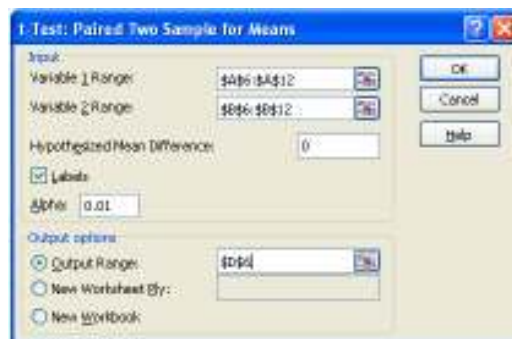 t-Test: Paired Two Sample for Means
Input
Variable 1 Range: $A$6:$A$12
Variable 2 Range: $B$6:$B$12
Hypothesized Mean Difference: 0
Labels
Alpha: 0.01
Output options
Output Range: $D$6
New Worksheet Ply:
New Workbook
OK
Cancel
Help